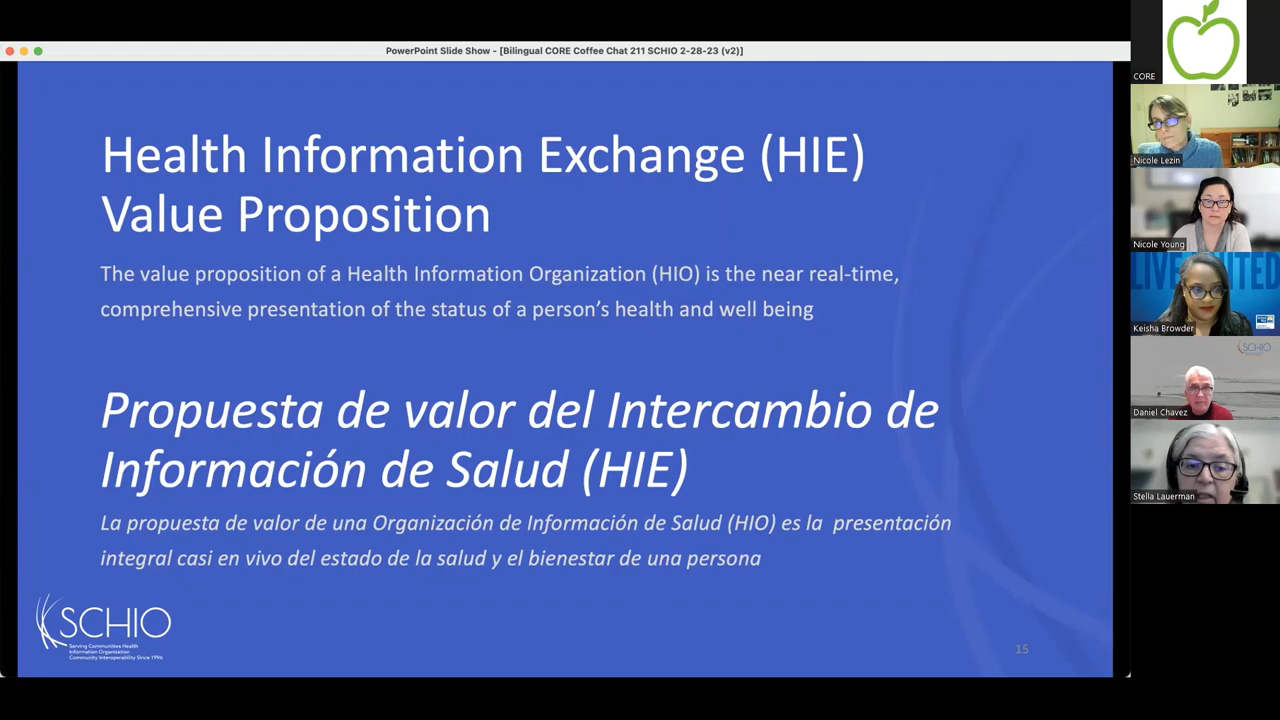 PowerPoint Slide Show - [Bilingual CORE Coffee Chat 211 SCHIO 2-28-23 (v2)]
Health Information Exchange (HIE)
Value Proposition
The value proposition of a Health Information Organization (HIO) is the near real-time,
comprehensive presentation of the status of a person's health and well being
Propuesta de valor del Intercambio de
Información de Salud (HIE)
La propuesta de valor de una Organización de Información de Salud (HIO) es la presentación
integral casi en vivo del estado de la salud y el bienestar de una persona
SCHIO
Serving Communities Health
Information Organization
Community Interoperability Since 1996
15
CORE
Nicole Lezin
Nicole Young
LIVE UNITED
Keisha Browder
SCHIO
Daniel Chavez
Stella Lauerman